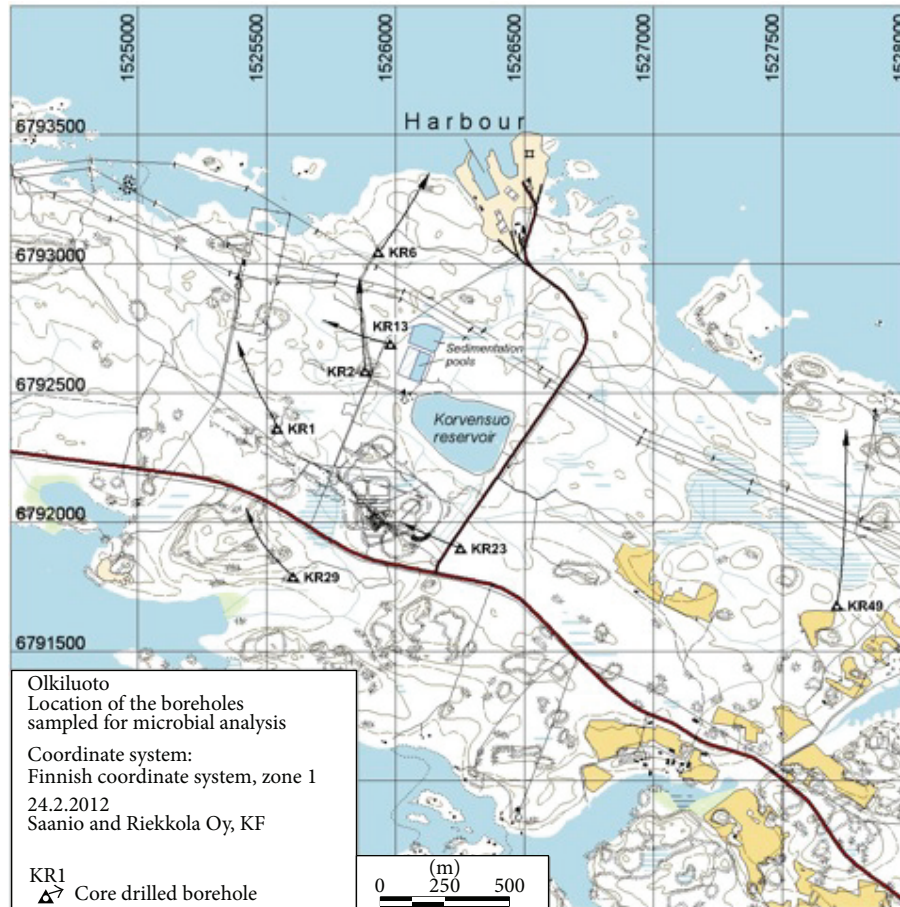 1525000
1525500
1526000
1526500
1527000
1527500
1528000
Harbour
6793500
KR6
6793000
KR13
Sedimentation
pools
KR2
6792500
Korvensuo
reservoir
KR1
6792000
KR23
KR29
KR49
6791500
Olkiluoto
Location of the boreholes
sampled for microbial analysis
Coordinate system:
Finnish coordinate system, zone 1
24.2.2012
Saanio and Riekkola Oy, KF
KR1
Core drilled borehole
(m)
0 250 500